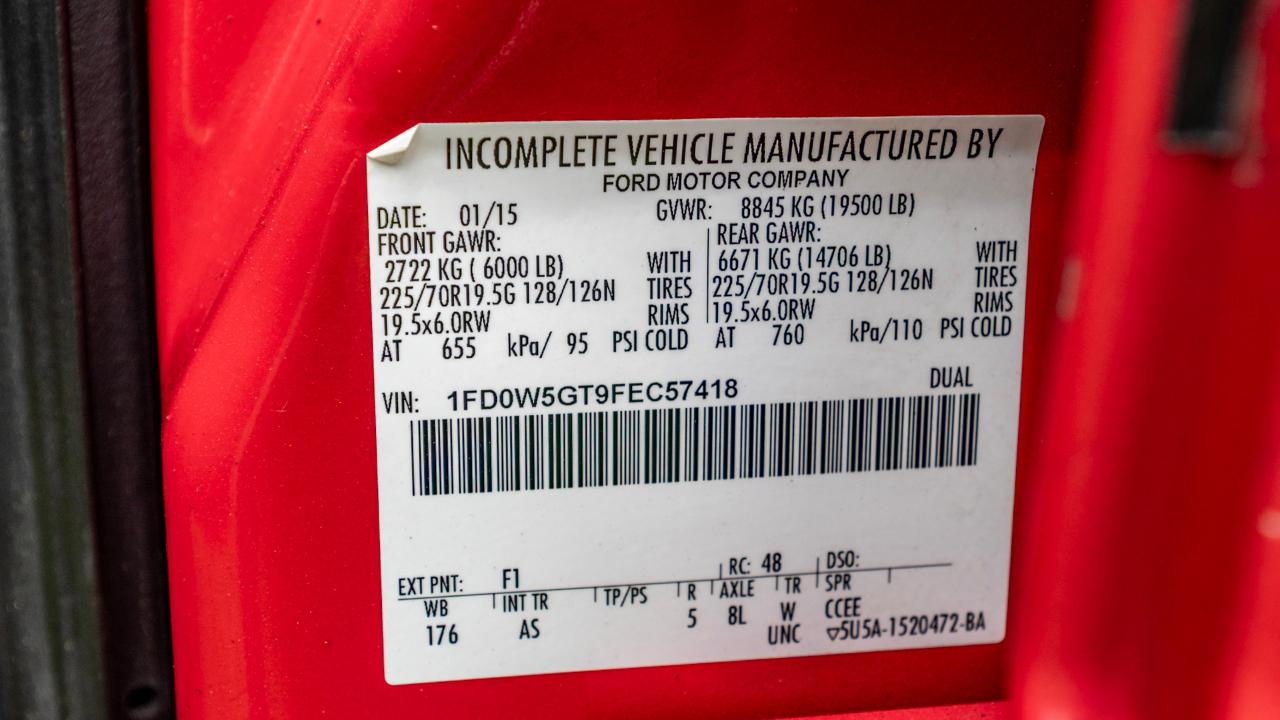 INCOMPLETE VEHICLE MANUFACTURED BY
FORD MOTOR COMPANY
DATE: 01/15 GVWR: 8845 KG (19500 LB)
FRONT GAWR: REAR GAWR:
2722 KG ( 6000 LB) WITH 6671 KG (14706 LB) WITH
225/70R19.5G 128/126N TIRES 225/70R19.5G 128/126N TIRES
19.5x6.0RW RIMS 19.5x6.0RW RIMS
AT 655 kPa/ 95 PSI COLD AT 760 kPa/110 PSI COLD
VIN: 1FD0W5GT9FEC57418 DUAL
EXT PNT: F1 RC: 48 DSO:
WB INT TR TP/PS R AXLE TR SPR
176 AS 5 8L W CCEE
UNC ▽5U5A-1520472-BA